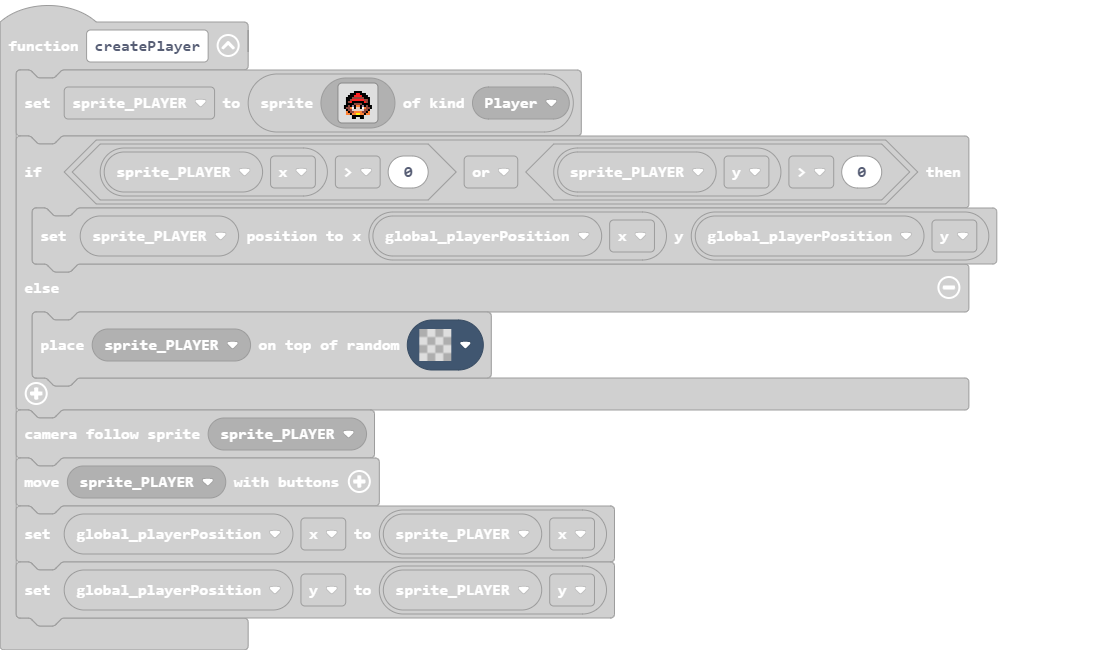 function createPlayer
set sprite_PLAYER to sprite of kind Player
if sprite_PLAYER x > 0 or sprite_PLAYER y > 0 then
set sprite_PLAYER position to x global_playerPosition x y global_playerPosition y
else
place sprite_PLAYER on top of random
camera follow sprite sprite_PLAYER
move sprite_PLAYER with buttons
set global_playerPosition x to sprite_PLAYER x
set global_playerPosition y to sprite_PLAYER y